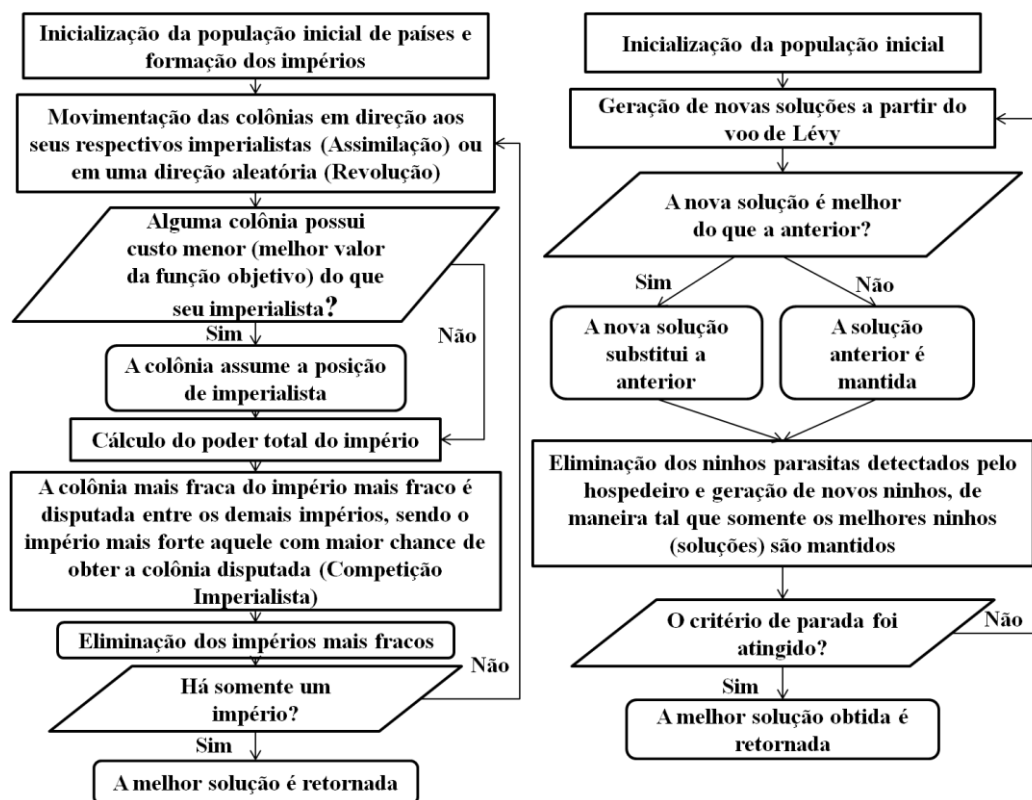 Inicialização da população inicial de países e
formação dos impérios
Movimentação das colônias em direção aos
seus respectivos imperialistas (Assimilação) ou
em uma direção aleatória (Revolução)
Alguma colônia possui
custo menor (melhor valor
da função objetivo) do que
seu imperialista?
Sim
Não
A colônia assume a posição
de imperialista
Cálculo do poder total do império
A colônia mais fraca do império mais fraco é
disputada entre os demais impérios, sendo o
império mais forte aquele com maior chance de
obter a colônia disputada (Competição
Imperialista)
Eliminação dos impérios mais fracos
Não
Há somente um
império?
Sim
A melhor solução é retornada
Inicialização da população inicial
Geração de novas soluções a partir do
voo de Lévy
A nova solução é melhor
do que a anterior?
Sim
Não
A nova solução
substitui a
anterior
A solução
anterior é
mantida
Eliminação dos ninhos parasitas detectados pelo
hospedeiro e geração de novos ninhos, de
maneira tal que somente os melhores ninhos
(soluções) são mantidos
O critério de parada foi
atingido?
Não
Sim
A melhor solução obtida é
retornada